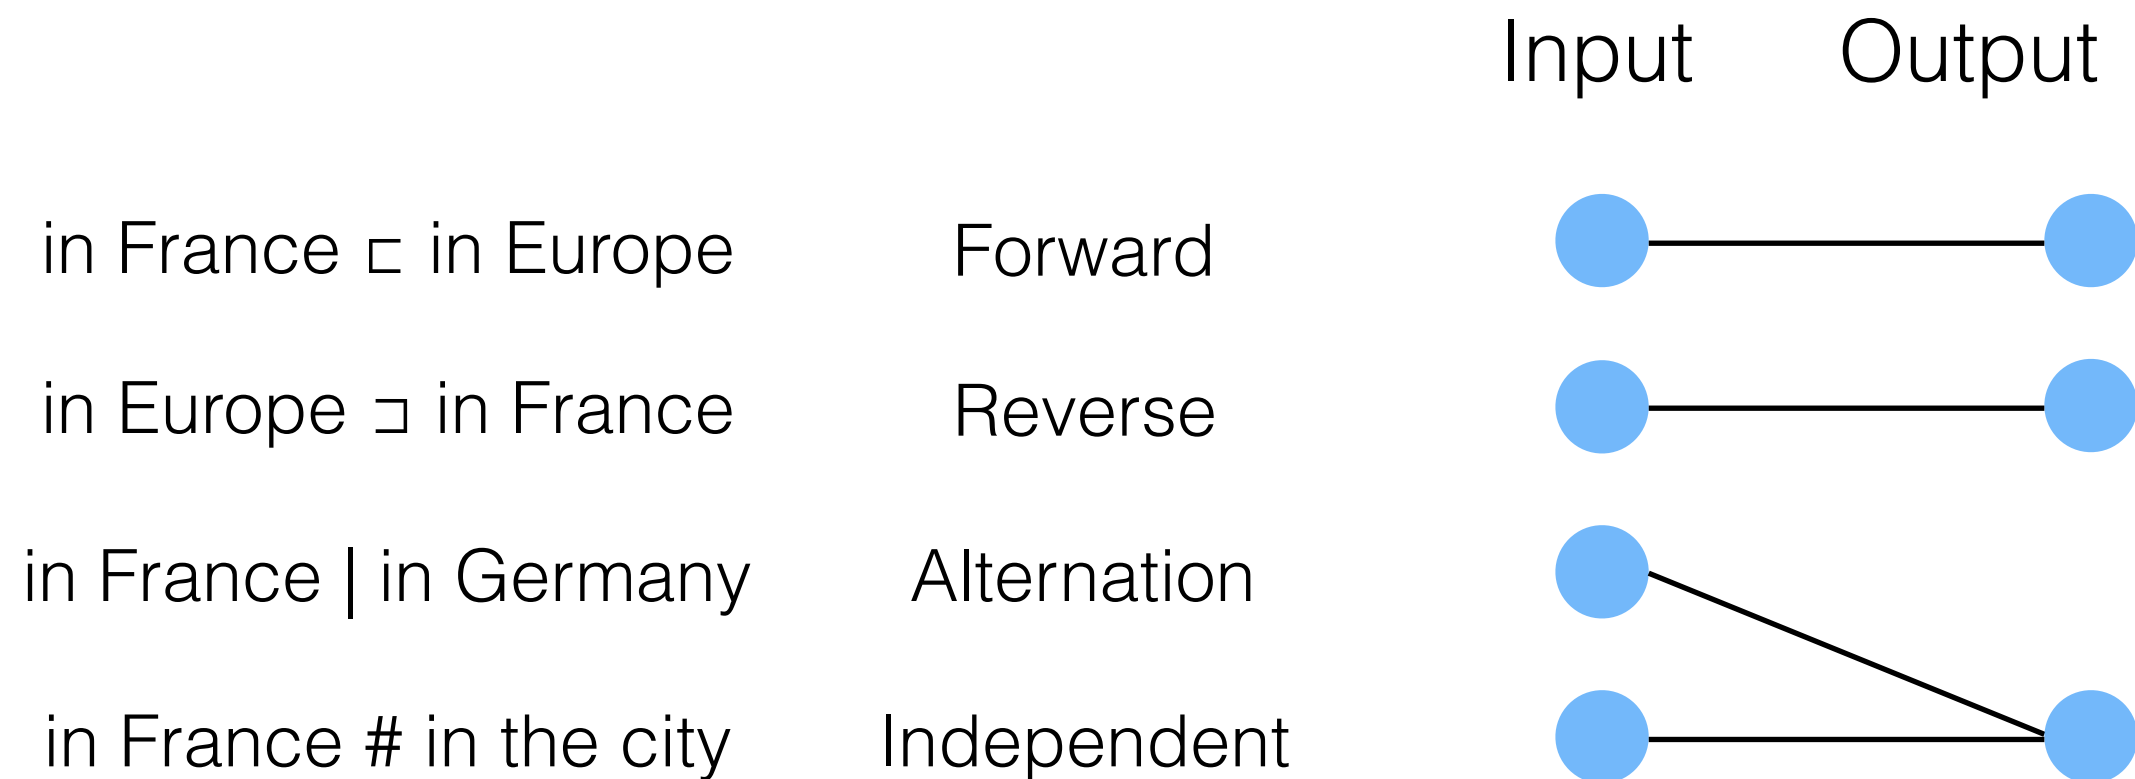 Input Output
in France ⊏ in Europe Forward
in Europe ⊐ in France Reverse
in France | in Germany Alternation
in France # in the city Independent